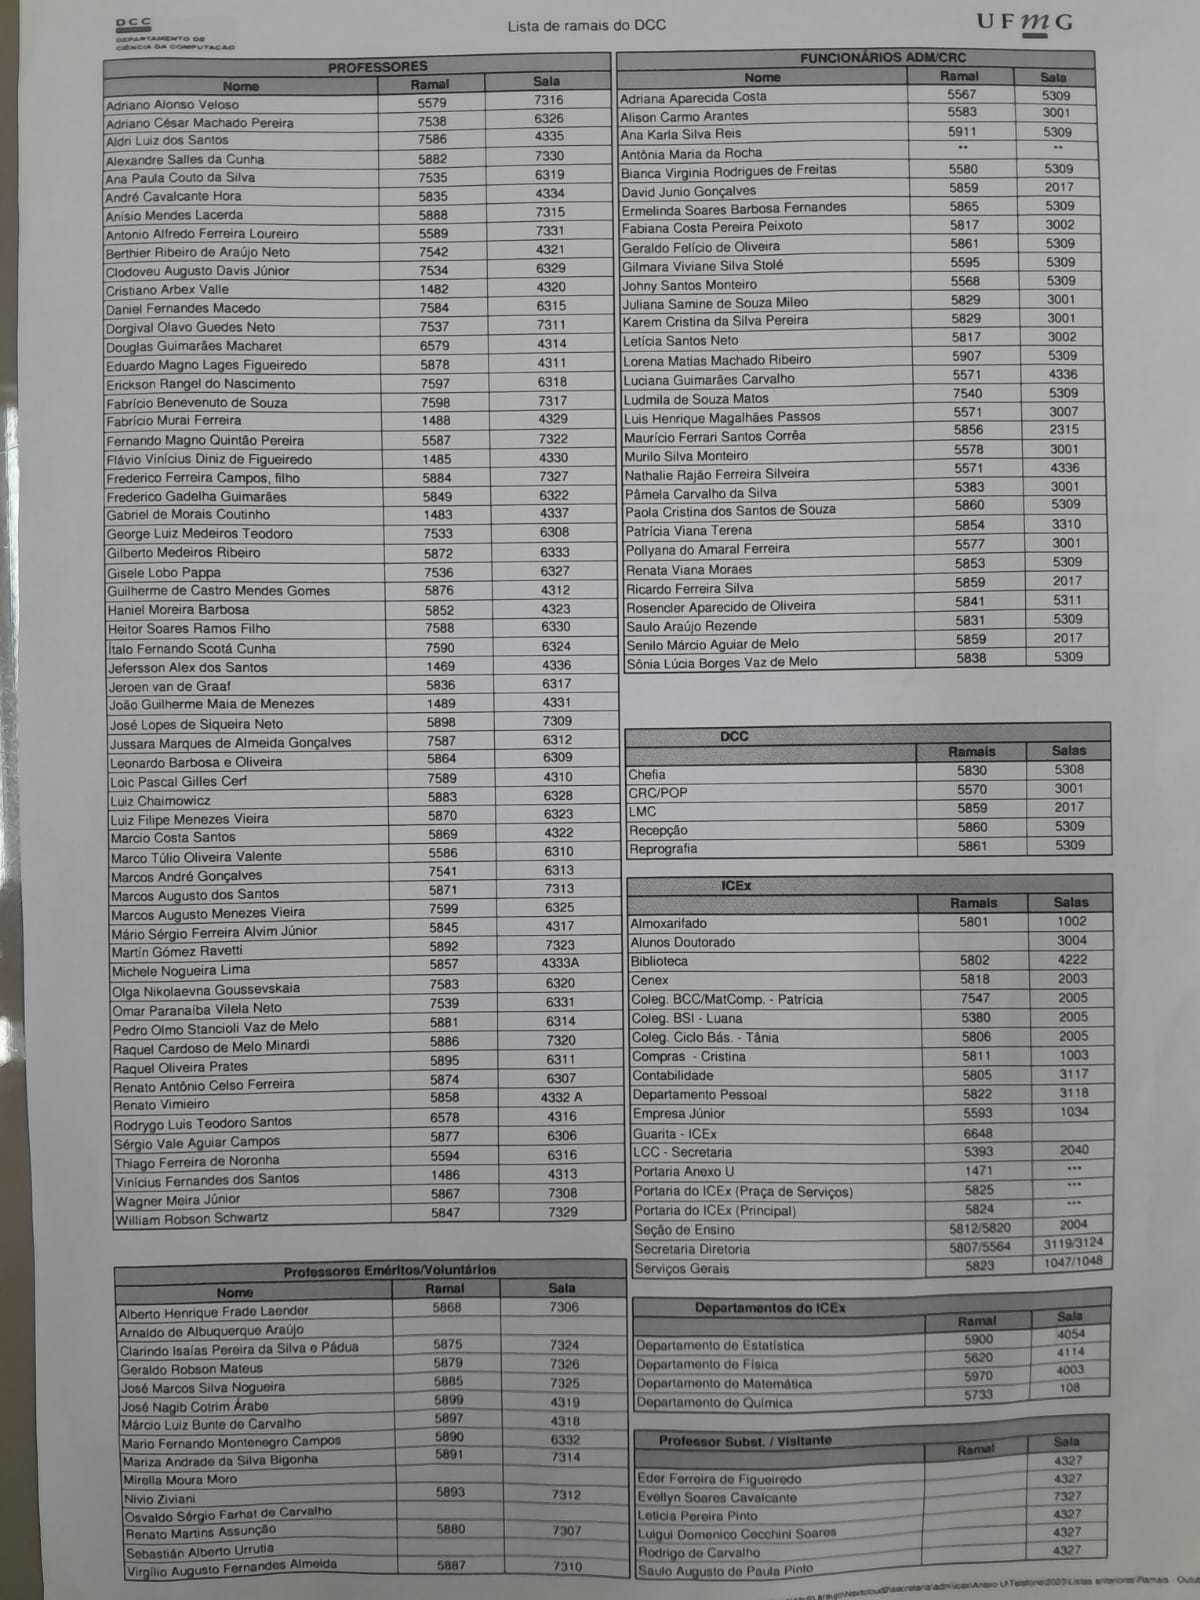 DCC
DEPARTAMENTO DE
CIÊNCIA DA COMPUTAÇÃO
Lista de ramais do DCC
UFmG
PROFESSORES
Nome Ramal Sala
Adriano Alonso Veloso 5579 7316
Adriano César Machado Pereira 7538 6326
Aldri Luiz dos Santos 7586 4335
Alexandre Salles da Cunha 5882 7330
Ana Paula Couto da Silva 7535 6319
André Cavalcante Hora 5835 4334
Anísio Mendes Lacerda 5888 7315
Antonio Alfredo Ferreira Loureiro 5589 7331
Berthier Ribeiro de Araújo Neto 7542 4321
Clodoveu Augusto Davis Júnior 7534 6329
Cristiano Arbex Valle 1482 4320
Daniel Fernandes Macedo 7584 6315
Dorgival Olavo Guedes Neto 7537 7311
Douglas Guimarães Macharet 6579 4314
Eduardo Magno Lages Figueiredo 5878 4311
Erickson Rangel do Nascimento 7597 6318
Fabrício Benevenuto de Souza 7598 7317
Fabrício Murai Ferreira 1488 4329
Fernando Magno Quintão Pereira 5587 7322
Flávio Vinícius Diniz de Figueiredo 1485 4330
Frederico Ferreira Campos, filho 5884 7327
Frederico Gadelha Guimarães 5849 6322
Gabriel de Morais Coutinho 1483 4337
George Luiz Medeiros Teodoro 7533 6308
Gilberto Medeiros Ribeiro 5872 6333
Gisele Lobo Pappa 7536 6327
Guilherme de Castro Mendes Gomes 5876 4312
Haniel Moreira Barbosa 5852 4323
Heitor Soares Ramos Filho 7588 6330
Ítalo Fernando Scotá Cunha 7590 6324
Jefersson Alex dos Santos 1469 4336
Jeroen van de Graaf 5836 6317
João Guilherme Maia de Menezes 1489 4331
José Lopes de Siqueira Neto 5898 7309
Jussara Marques de Almeida Gonçalves 7587 6312
Leonardo Barbosa e Oliveira 5864 6309
Loic Pascal Gilles Cerf 7589 4310
Luiz Chaimowicz 5883 6328
Luiz Filipe Menezes Vieira 5870 6323
Marcio Costa Santos 5869 4322
Marco Túlio Oliveira Valente 5586 6310
Marcos André Gonçalves 7541 6313
Marcos Augusto dos Santos 5871 7313
Marcos Augusto Menezes Vieira 7599 6325
Mário Sérgio Ferreira Alvim Júnior 5845 4317
Martín Gómez Ravetti 5892 7323
Michele Nogueira Lima 5857 4333A
Olga Nikolaevna Goussevskaia 7583 6320
Omar Paranaíba Vilela Neto 7539 6331
Pedro Olmo Stancioli Vaz de Melo 5881 6314
Raquel Cardoso de Melo Minardi 5886 7320
Raquel Oliveira Prates 5895 6311
Renato Antônio Celso Ferreira 5874 6307
Renato Vimieiro 5858 4332 A
Rodrygo Luis Teodoro Santos 6578 4316
Sérgio Vale Aguiar Campos 5877 6306
Thiago Ferreira de Noronha 5594 6316
Vinícius Fernandes dos Santos 1486 4313
Wagner Meira Júnior 5867 7308
William Robson Schwartz 5847 7329
Professores Eméritos/Voluntários
Nome Ramal Sala
Alberto Henrique Frade Laender 5868 7306
Arnaldo de Albuquerque Araújo
Clarindo Isaías Pereira da Silva e Pádua 5875 7324
Geraldo Robson Mateus 5879 7326
José Marcos Silva Nogueira 5885 7325
José Nagib Cotrim Árabe 5899 4319
Márcio Luiz Bunte de Carvalho 5897 4318
Mario Fernando Montenegro Campos 5890 6332
Mariza Andrade da Silva Bigonha 5891 7314
Mirella Moura Moro
Nivio Ziviani 5893 7312
Osvaldo Sérgio Farhat de Carvalho
Renato Martins Assunção 5880 7307
Sebastián Alberto Urrutia
Virgílio Augusto Fernandes Almeida 5887 7310
FUNCIONÁRIOS ADM/CRC
Nome Ramal Sala
Adriana Aparecida Costa 5567 5309
Alison Carmo Arantes 5583 3001
Ana Karla Silva Reis 5911 5309
Antônia Maria da Rocha ** **
Bianca Virginia Rodrigues de Freitas 5580 5309
David Junio Gonçalves 5859 2017
Ermelinda Soares Barbosa Fernandes 5865 5309
Fabiana Costa Pereira Peixoto 5817 3002
Geraldo Felício de Oliveira 5861 5309
Gilmara Viviane Silva Stolé 5595 5309
Johny Santos Monteiro 5568 5309
Juliana Samine de Souza Mileo 5829 3001
Karem Cristina da Silva Pereira 5829 3001
Letícia Santos Neto 5817 3002
Lorena Matias Machado Ribeiro 5907 5309
Luciana Guimarães Carvalho 5571 4336
Ludmila de Souza Matos 7540 5309
Luis Henrique Magalhães Passos 5571 3007
Maurício Ferrari Santos Corrêa 5856 2315
Murilo Silva Monteiro 5578 3001
Nathalie Rajão Ferreira Silveira 5571 4336
Pâmela Carvalho da Silva 5383 3001
Paola Cristina dos Santos de Souza 5860 5309
Patrícia Viana Terena 5854 3310
Pollyana do Amaral Ferreira 5577 3001
Renata Viana Moraes 5853 5309
Ricardo Ferreira Silva 5859 2017
Rosencler Aparecido de Oliveira 5841 5311
Saulo Araújo Rezende 5831 5309
Senilo Márcio Aguiar de Melo 5859 2017
Sônia Lúcia Borges Vaz de Melo 5838 5309
DCC
Ramais Salas
Chefia 5830 5308
CRC/POP 5570 3001
LMC 5859 2017
Recepção 5860 5309
Reprografia 5861 5309
ICEx
Ramais Salas
Almoxarifado 5801 1002
Alunos Doutorado 3004
Biblioteca 5802 4222
Cenex 5818 2003
Coleg. BCC/MatComp. - Patrícia 7547 2005
Coleg. BSI - Luana 5380 2005
Coleg. Ciclo Bás. - Tânia 5806 2005
Compras - Cristina 5811 1003
Contabilidade 5805 3117
Departamento Pessoal 5822 3118
Empresa Júnior 5593 1034
Guarita - ICEx 6648
LCC - Secretaria 5393 2040
Portaria Anexo U 1471 ***
Portaria do ICEx (Praça de Serviços) 5825 ***
Portaria do ICEx (Principal) 5824 ***
Seção de Ensino 5812/5820 2004
Secretaria Diretoria 5807/5564 3119/3124
Serviços Gerais 5823 1047/1048
Departamentos do ICEx
Ramal Sala
Departamento de Estatística 5900 4054
Departamento de Física 5620 4114
Departamento de Matemática 5970 4003
Departamento de Química 5733 108
Professor Subst. / Visitante
Ramal Sala
Eder Ferreira de Figueiredo 4327
Evellyn Soares Cavalcante 4327
Leticia Pereira Pinto 7327
Luigui Domenico Cecchini Soares 4327
Rodrigo de Carvalho 4327
Saulo Augusto de Paula Pinto 4327